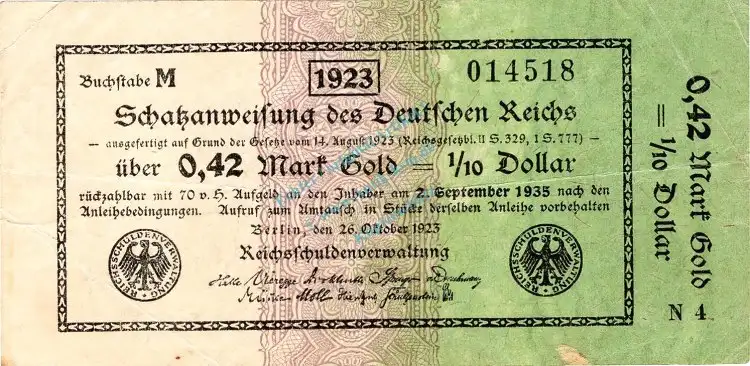 Buchstabe M
1923
014518
Schatzanweisung des Deutschen Reichs
— ausgefertigt auf Grund der Gesetze vom 14. August 1923 (Reichsgesetzbl. II S. 329, I S. 777) —
über 0,42 Mark Gold = 1/10 Dollar
rückzahlbar mit 70 v. H. Aufgeld an den Inhaber am 2. September 1935 nach den
Anleihebedingungen. Aufruf zum Umtausch in Stücke derselben Anleihe vorbehalten
Berlin, den 26. Oktober 1923
Reichsschuldenverwaltung
REICHSSCHULDENVERWALTUNG
REICHSSCHULDENVERWALTUNG
0,42 Mark Gold
= 1/10 Dollar
N 4